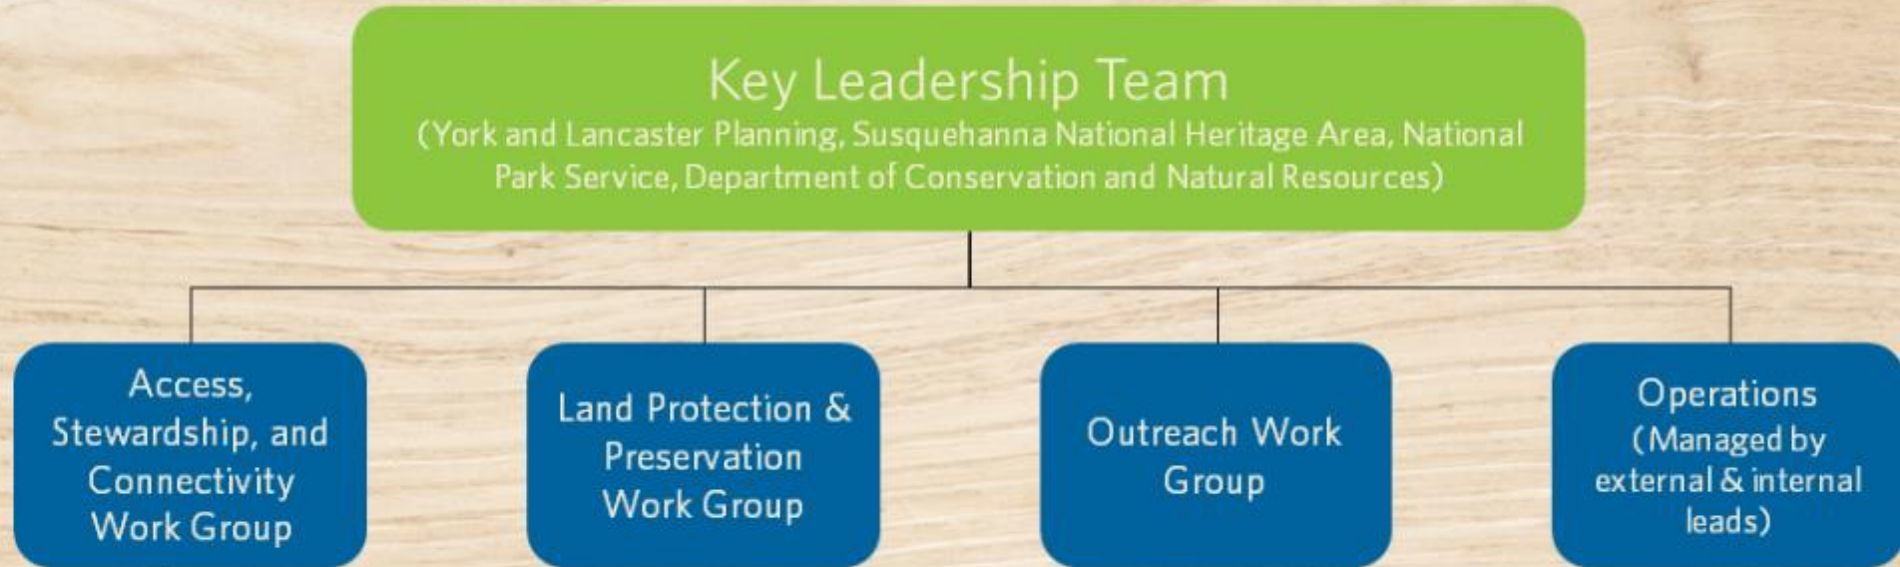 Key Leadership Team
(York and Lancaster Planning, Susquehanna National Heritage Area, National
Park Service, Department of Conservation and Natural Resources)
Access,
Stewardship, and
Connectivity
Work Group
Land Protection &
Preservation
Work Group
Outreach Work
Group
Operations
(Managed by
external & internal
leads)